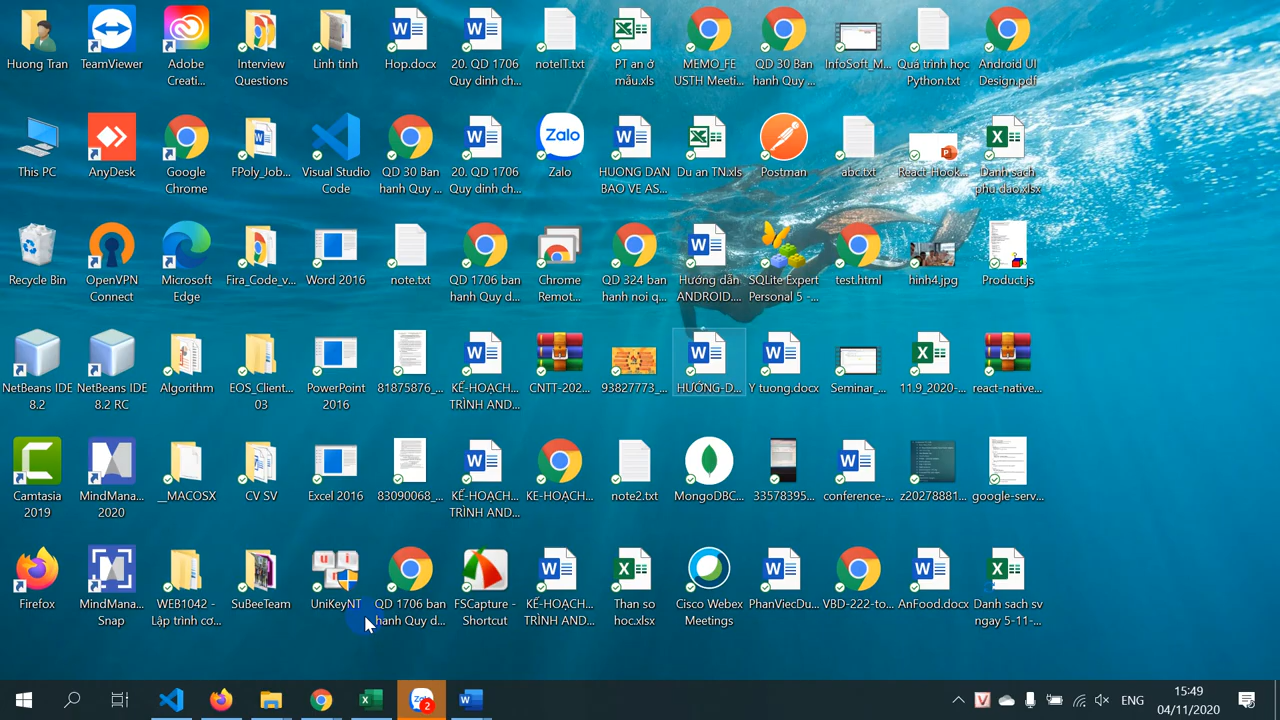 Huong Tran
TeamViewer
Adobe
Creati...
Interview
Questions
Linh tinh
Hop.docx
20. QD 1706
Quy dinh ch...
noteIT.txt
PT an ở
mẫu.xls
MEMO_FE
USTH Meeti...
QD 30 Ban
hanh Quy ...
InfoSoft_M...
Quá trình học
Python.txt
Android UI
Design.pdf
This PC
AnyDesk
Google
Chrome
FPoly_Job...
Visual Studio
Code
QD 30 Ban
hanh Quy ...
20. QD 1706
Quy dinh ch...
Zalo
Zalo
HUONG DAN
BAO VE AS...
Du an TN.xls
Postman
abc.txt
React-Hook...
Danh sách
phụ đạo.xlsx
Recycle Bin
OpenVPN
Connect
Microsoft
Edge
Fira_Code_v...
Word 2016
note.txt
QD 1706 ban
hanh Quy d...
Chrome
Remot...
QD 324 ban
hanh noi q...
Hướng dẫn
ANDROID....
SQLite Expert
Personal 5 -...
test.html
hinh4.jpg
Product.js
NetBeans IDE
8.2
NetBeans IDE
8.2 RC
Algorithm
EOS_Client...
03
PowerPoint
2016
81875876_...
KẾ-HOẠCH...
TRÌNH AND...
CNTT-202...
93827773_...
HƯỚNG-D...
Y tuong.docx
Seminar_...
11.9_2020-...
react-native...
Camtasia
2019
MindMana...
2020
__MACOSX
CV SV
Excel 2016
83090068_...
KẾ-HOẠCH...
TRÌNH AND...
KE-HOẠCH...
note2.txt
MongoDBC...
33578395...
conference-...
z20278881...
google-serv...
Firefox
MindMana...
Snap
WEB1042 -
Lập trình cơ...
SuBeeTeam
UniKeyNT
QD 1706 ban
hanh Quy d...
FSCapture -
Shortcut
KẾ-HOẠCH...
TRÌNH AND...
Than so
hoc.xlsx
Cisco Webex
Meetings
PhanViecDu...
VBD-222-to...
AnFood.docx
Danh sach sv
ngay 5-11-...
2
ENG
15:49
04/11/2020